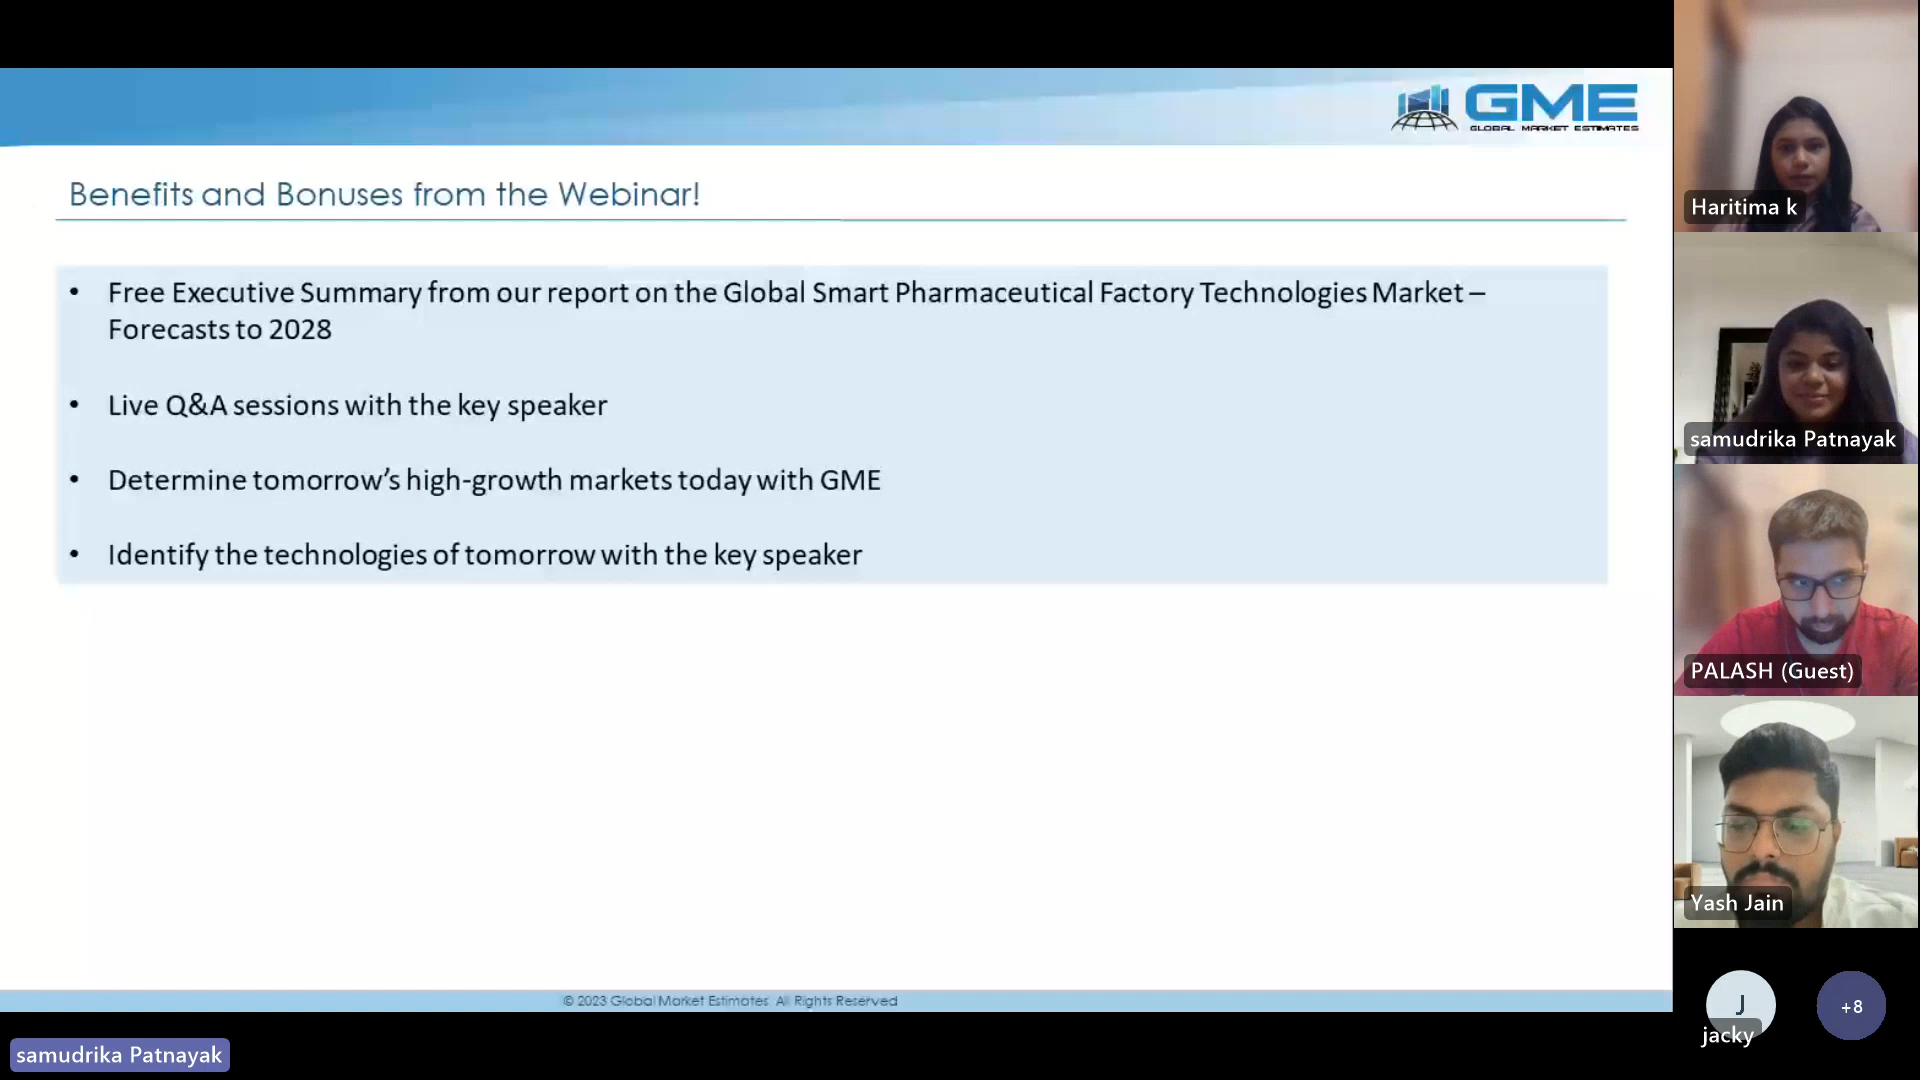 GME
GLOBAL MARKET ESTIMATES
Benefits and Bonuses from the Webinar!
• Free Executive Summary from our report on the Global Smart Pharmaceutical Factory Technologies Market –
Forecasts to 2028
• Live Q&A sessions with the key speaker
• Determine tomorrow’s high-growth markets today with GME
• Identify the technologies of tomorrow with the key speaker
© 2023 Global Market Estimates. All Rights Reserved
samudrika Patnayak
Haritima k
samudrika Patnayak
PALASH (Guest)
Yash Jain
J
jacky
+8